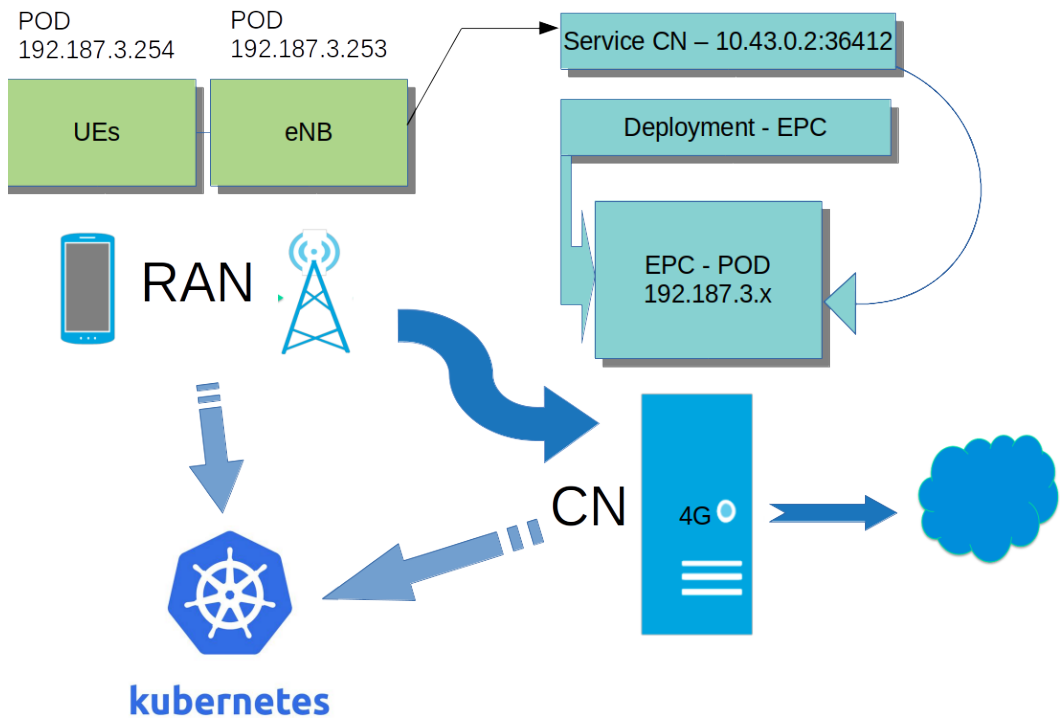 POD
192.187.3.254
POD
192.187.3.253
Service CN – 10.43.0.2:36412
UEs
eNB
Deployment - EPC
EPC - POD
192.187.3.x
RAN
CN
4G
kubernetes